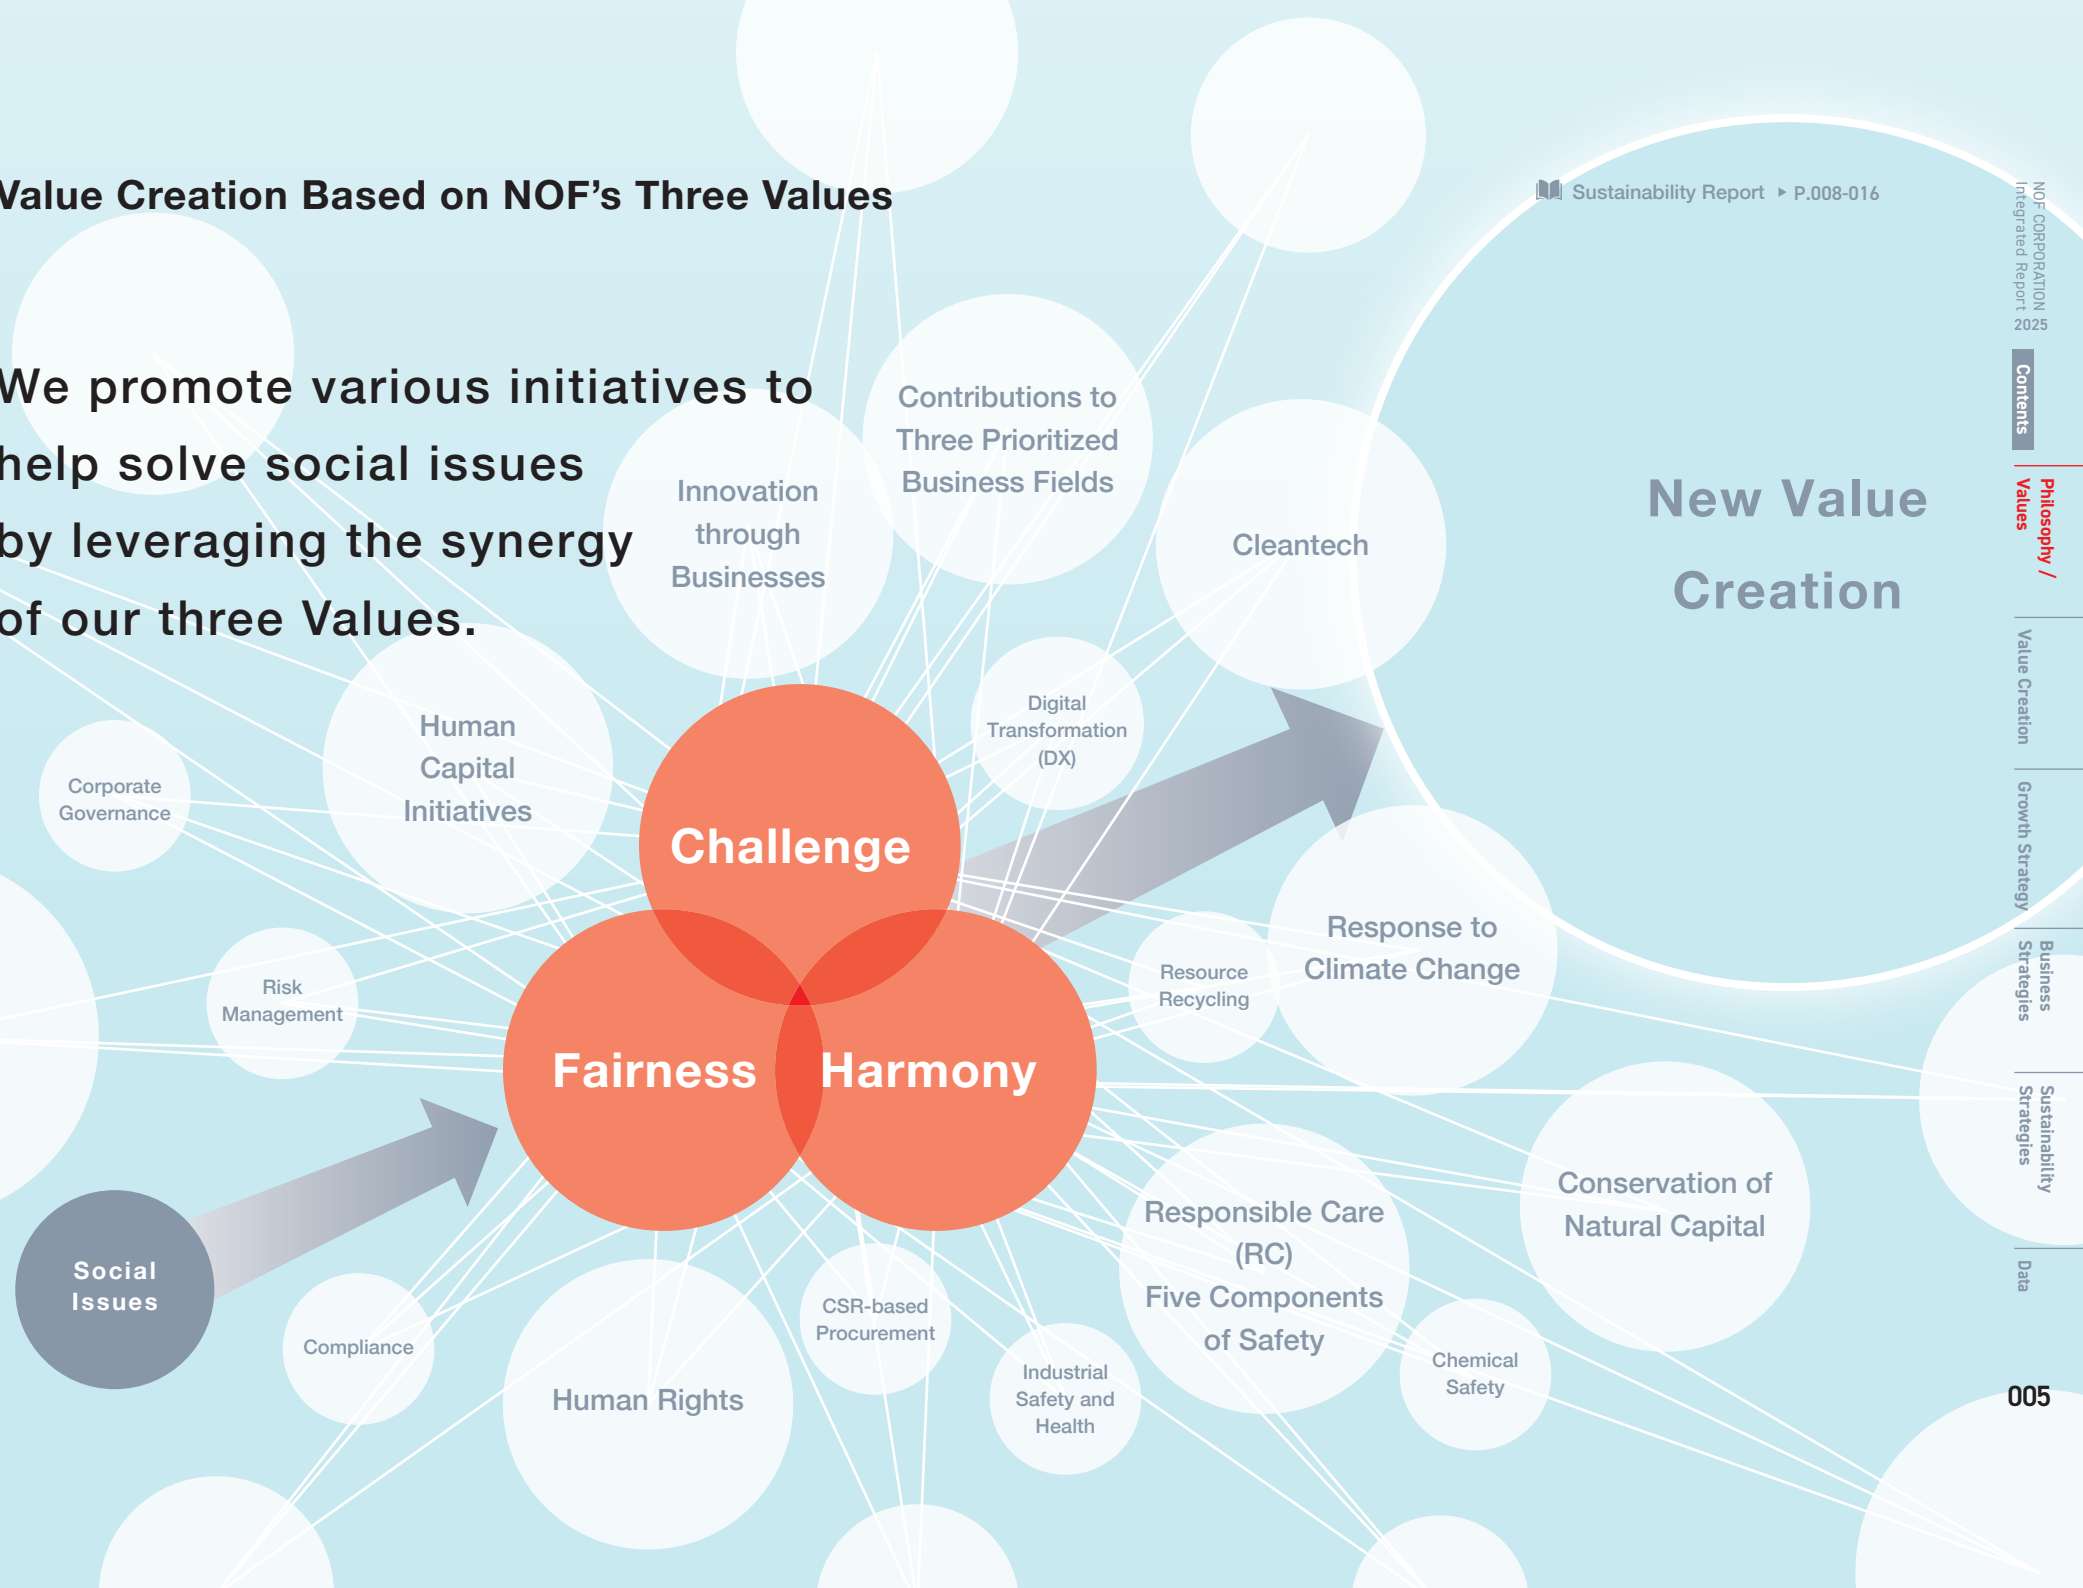 Value Creation Based on NOF’s Three Values
Sustainability Report ▸ P.008-016
We promote various initiatives to
help solve social issues
by leveraging the synergy
of our three Values.
Contributions to
Three Prioritized
Business Fields
Innovation
through
Businesses
Cleantech
New Value
Creation
Digital
Transformation
(DX)
Human
Capital
Initiatives
Corporate
Governance
Challenge
Response to
Climate Change
Resource
Recycling
Risk
Management
Fairness
Harmony
Conservation of
Natural Capital
Responsible Care
(RC)
Five Components
of Safety
Social
Issues
Compliance
CSR-based
Procurement
Human Rights
Industrial
Safety and
Health
Chemical
Safety
NOF CORPORATION
Integrated Report 2025
Contents
Philosophy /
Values
Value Creation
Growth Strategy
Business
Strategies
Sustainability
Strategies
Data
005